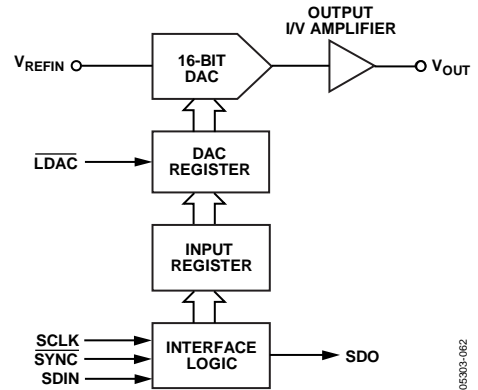 OUTPUT
I/V AMPLIFIER
VREFIN
16-BIT
DAC
VOUT
LDAC
DAC
REGISTER
INPUT
REGISTER
SCLK
SYNC
SDIN
INTERFACE
LOGIC
SDO
05303-062